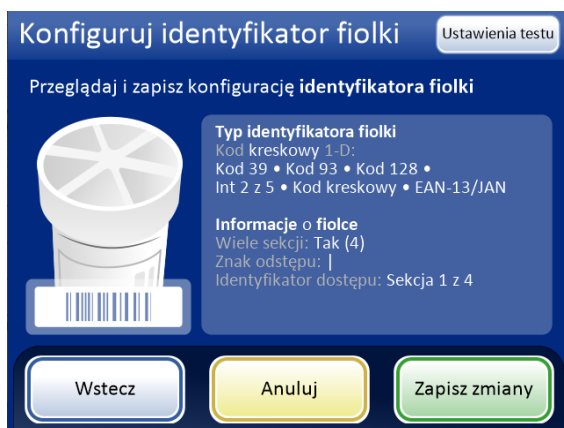 Konfiguruj identyfikator fiolki
Ustawienia testu
Przeglądaj i zapisz konfigurację identyfikatora fiolki
Typ identyfikatora fiolki
Kod kreskowy 1-D:
Kod 39 • Kod 93 • Kod 128 •
Int 2 z 5 • Kod kreskowy • EAN-13/JAN
Informacje o fiolce
Wiele sekcji: Tak (4)
Znak odstępu: |
Identyfikator dostępu: Sekcja 1 z 4
Wstecz
Anuluj
Zapisz zmiany